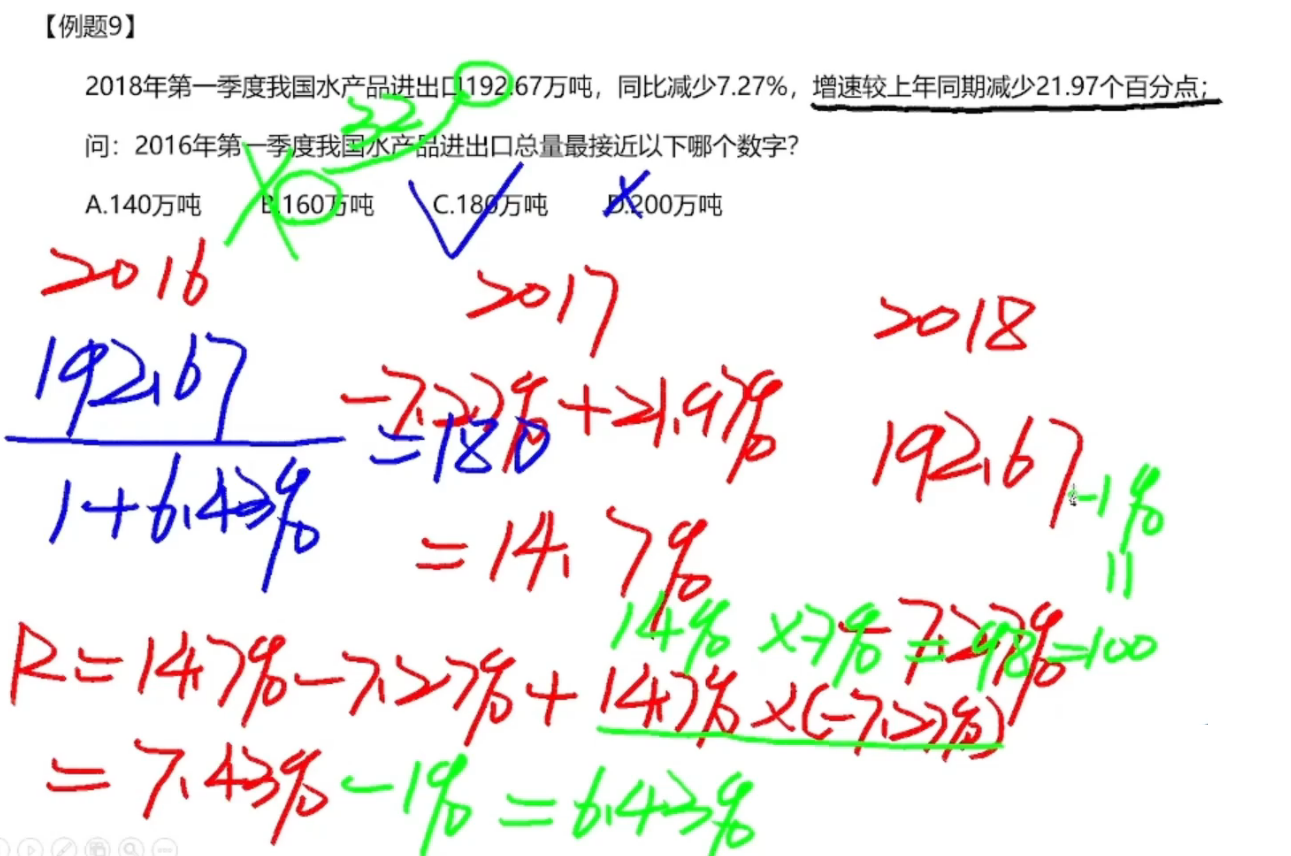 【例题9】
2018年第一季度我国水产品进出口192.67万吨，同比减少7.27%，增速较上年同期减少21.97个百分点；
32
问：2016年第一季度我国水产品进出口总量最接近以下哪个数字？
A.140万吨 B.160万吨 C.180万吨 D.200万吨
2016 2017 2018
192.67 -7.27% +21.97% 192.67
1+6.43% =180 -1%
=14.7% 11
14% ×7% = 98 =100
-7.27%
R=14.7%-7.27%+14.7%×(-7.27%)
=7.43%-1% =6.43%